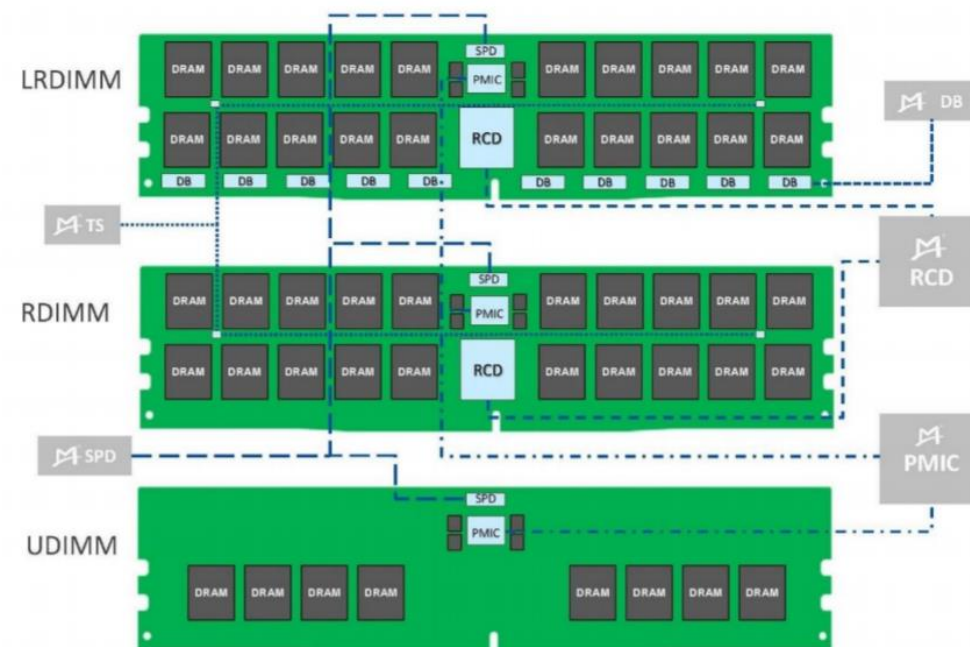 SPD
DRAM DRAM DRAM DRAM DRAM PMIC DRAM DRAM DRAM DRAM DRAM
LRDIMM
DB
DRAM DRAM DRAM DRAM DRAM RCD DRAM DRAM DRAM DRAM DRAM
DB DB DB DB DB DB DB DB DB DB
TS
RCD
SPD
DRAM DRAM DRAM DRAM DRAM PMIC DRAM DRAM DRAM DRAM DRAM
RDIMM
DRAM DRAM DRAM DRAM DRAM RCD DRAM DRAM DRAM DRAM DRAM
SPD
PMIC
SPD
PMIC
UDIMM
DRAM DRAM DRAM DRAM DRAM DRAM DRAM DRAM